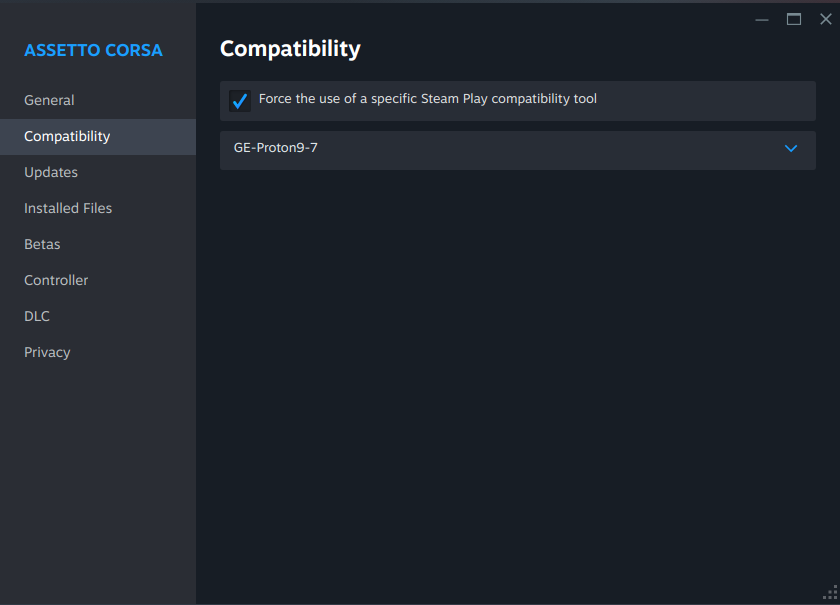 ASSETTO CORSA
General
Compatibility
Updates
Installed Files
Betas
Controller
DLC
Privacy
Compatibility
Force the use of a specific Steam Play compatibility tool
GE-Proton9-7